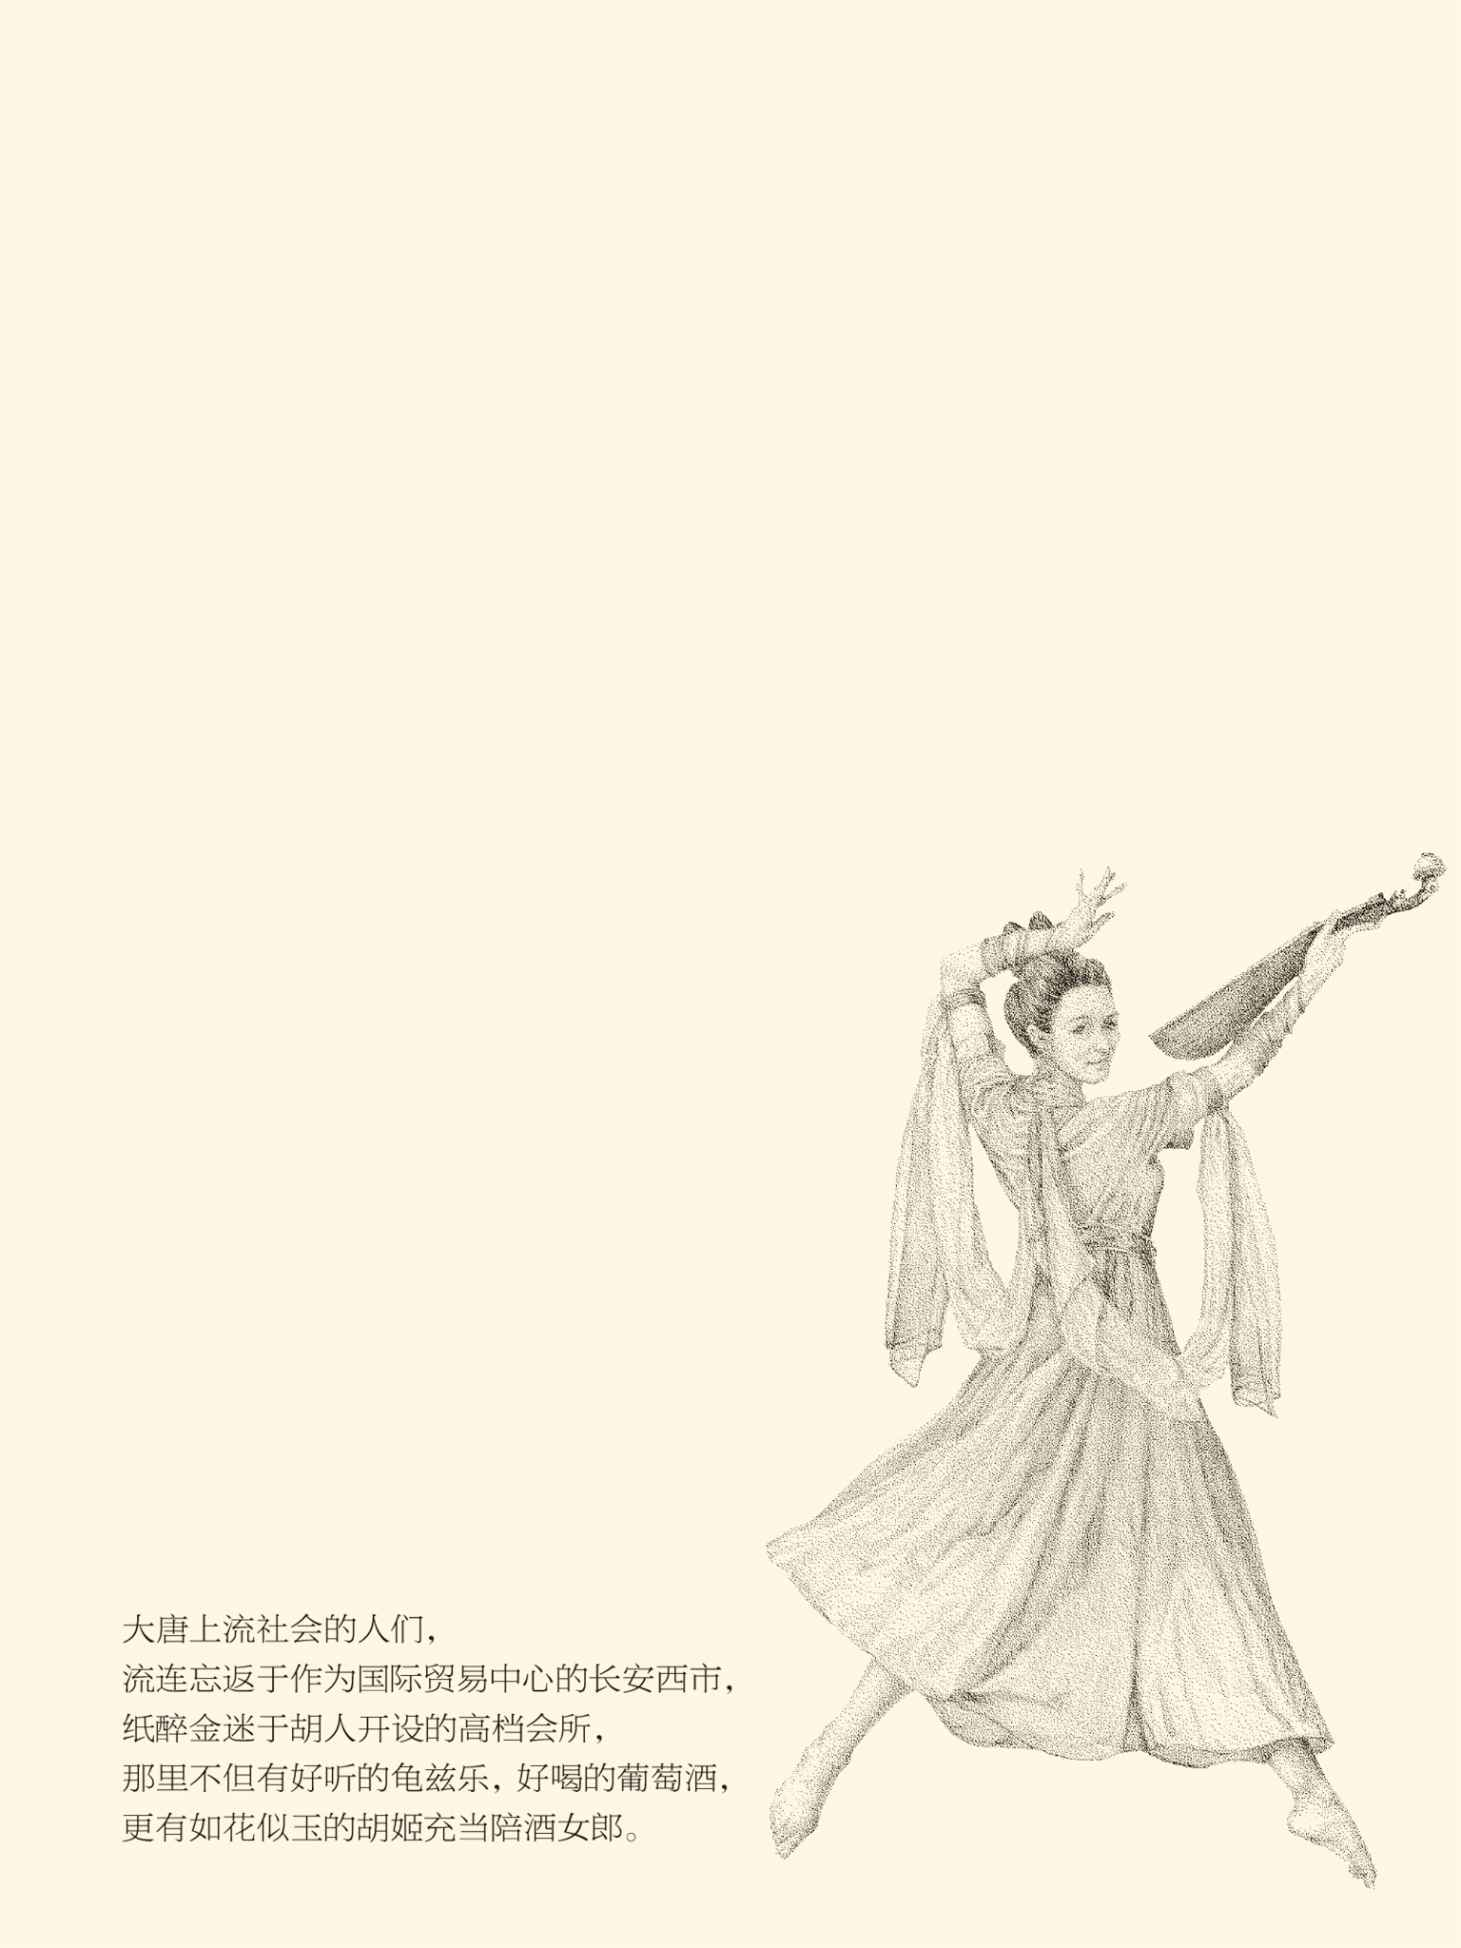 大唐上流社会的人们，
流连忘返于作为国际贸易中心的长安西市，
纸醉金迷于胡人开设的高档会所，
那里不但有好听的龟兹乐，好喝的葡萄酒，
更有如花似玉的胡姬充当陪酒女郎。